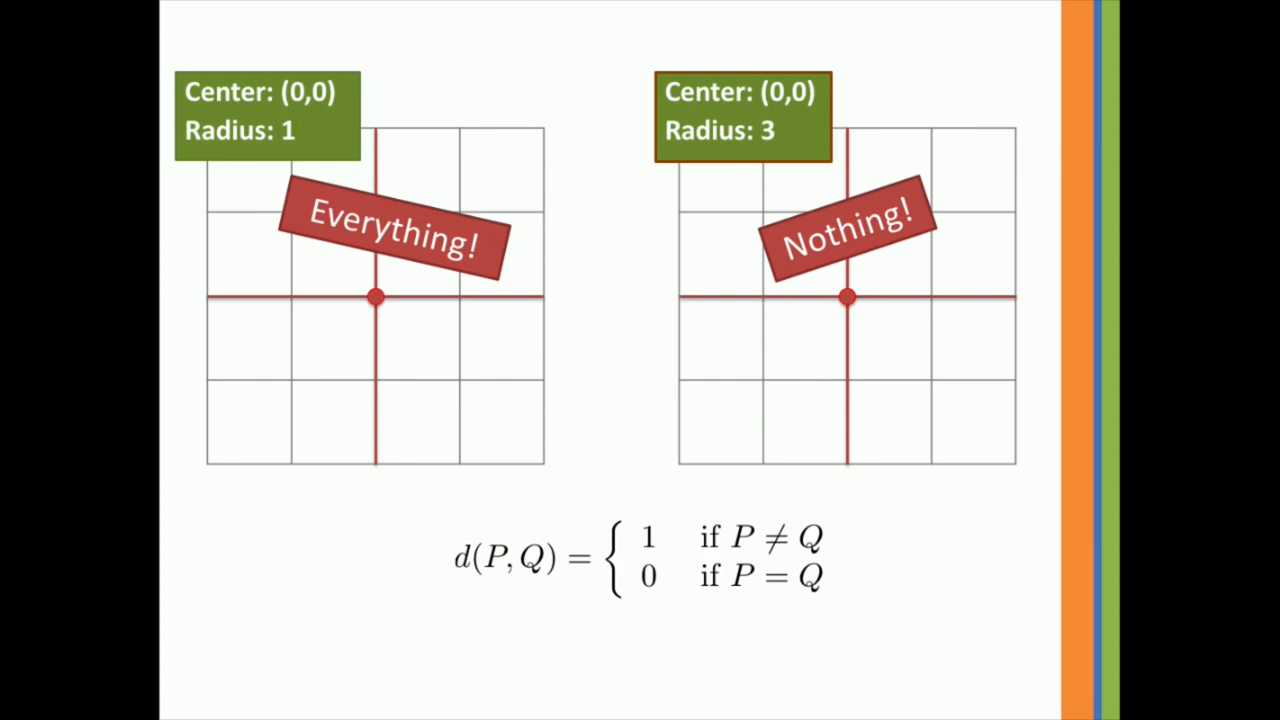 Center: (0,0)
Radius: 1
Everything!
Center: (0,0)
Radius: 3
Nothing!
d(P, Q) = { 1 if P ≠ Q
0 if P = Q